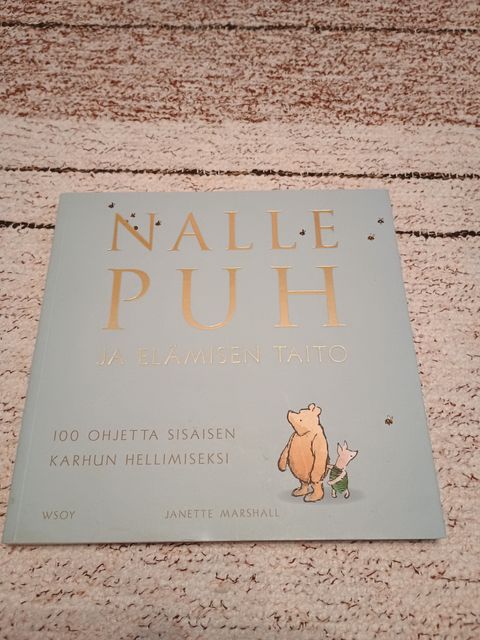 NALLE
PUH
JA ELÄMISEN TAITO
100 OHJETTA SISÄISEN
KARHUN HELLIMISEKSI
WSOY JANETTE MARSHALL